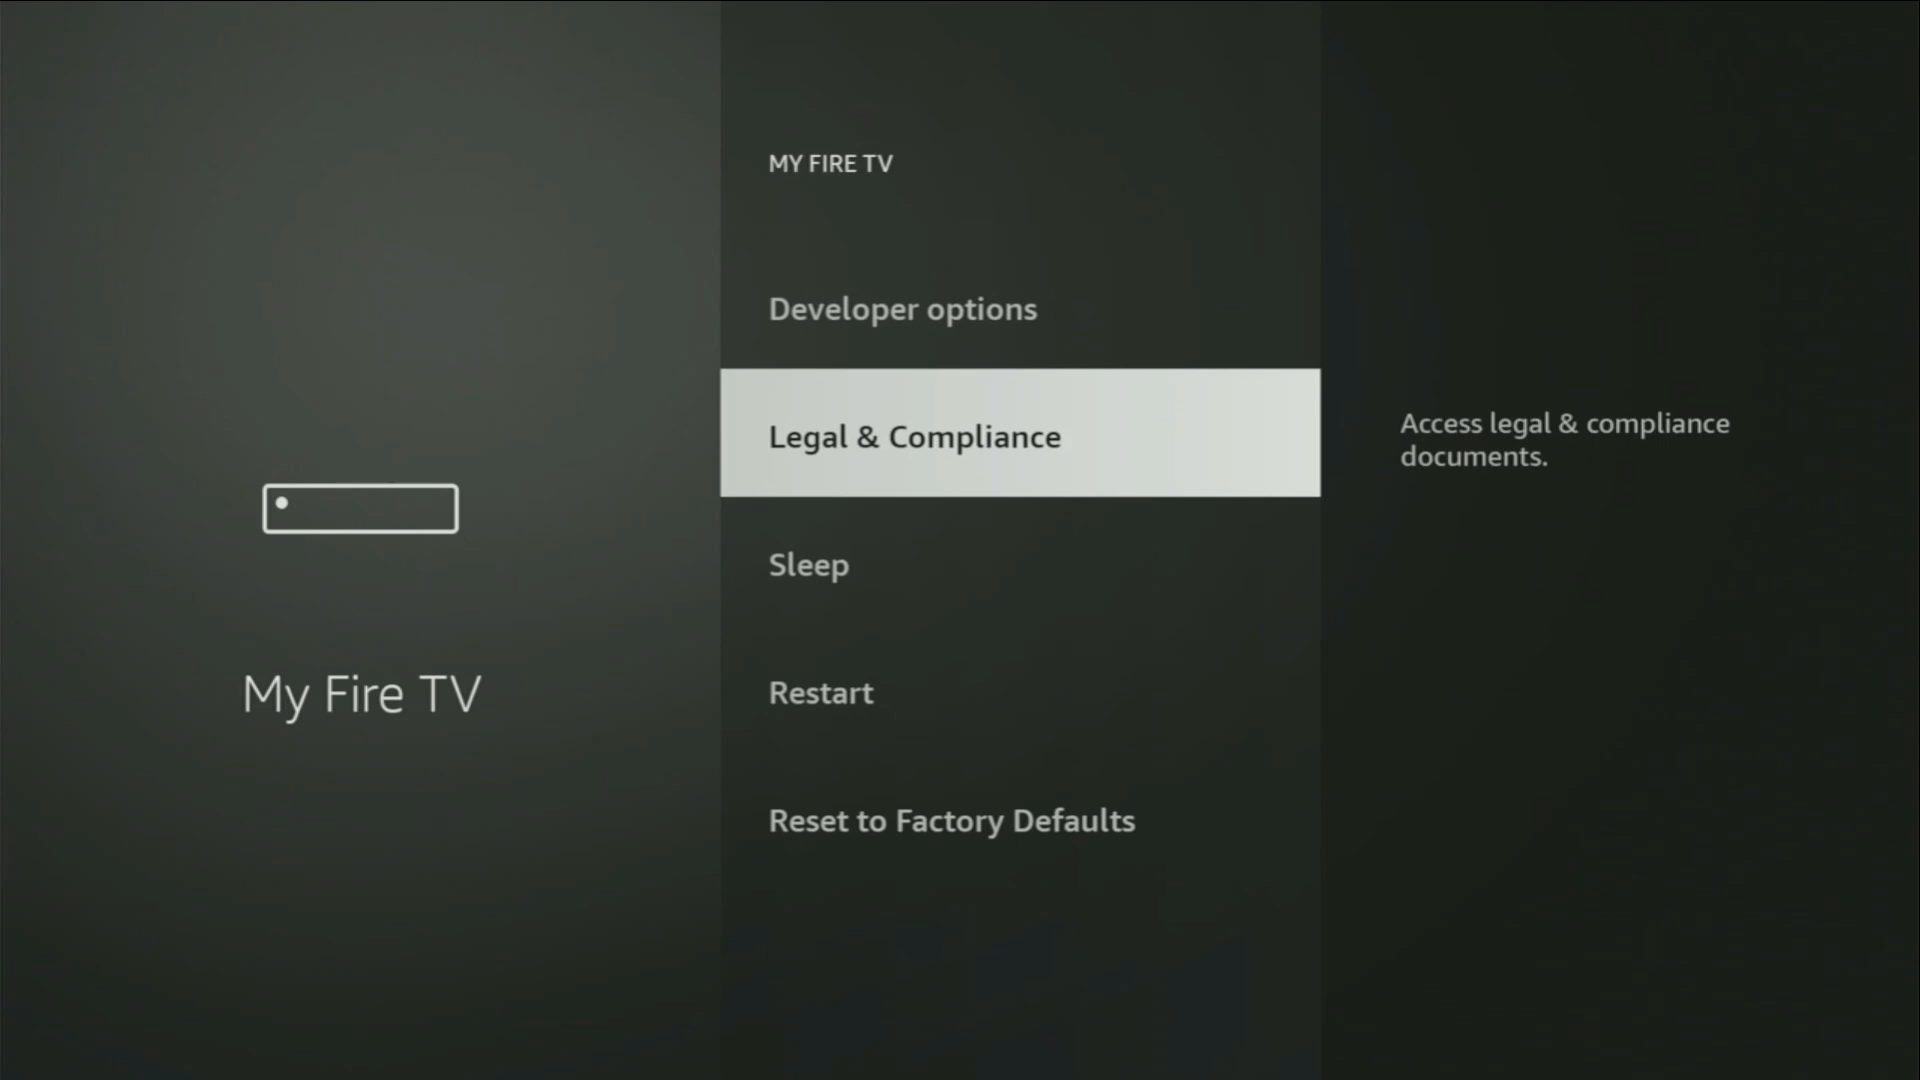 MY FIRE TV
Developer options
Legal & Compliance
Access legal & compliance
documents.
Sleep
Restart
My Fire TV
Reset to Factory Defaults